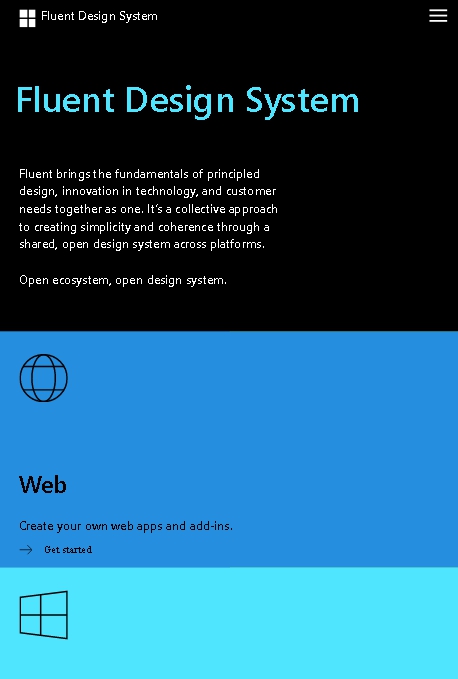 Fluent Design System
Fluent Design System
Fluent brings the fundamentals of principled
design, innovation in technology, and customer
needs together as one. It's a collective approach
to creating simplicity and coherence through a
shared, open design system across platforms.
Open ecosystem, open design system.
Web
Create your own web apps and add-ins.
Get started